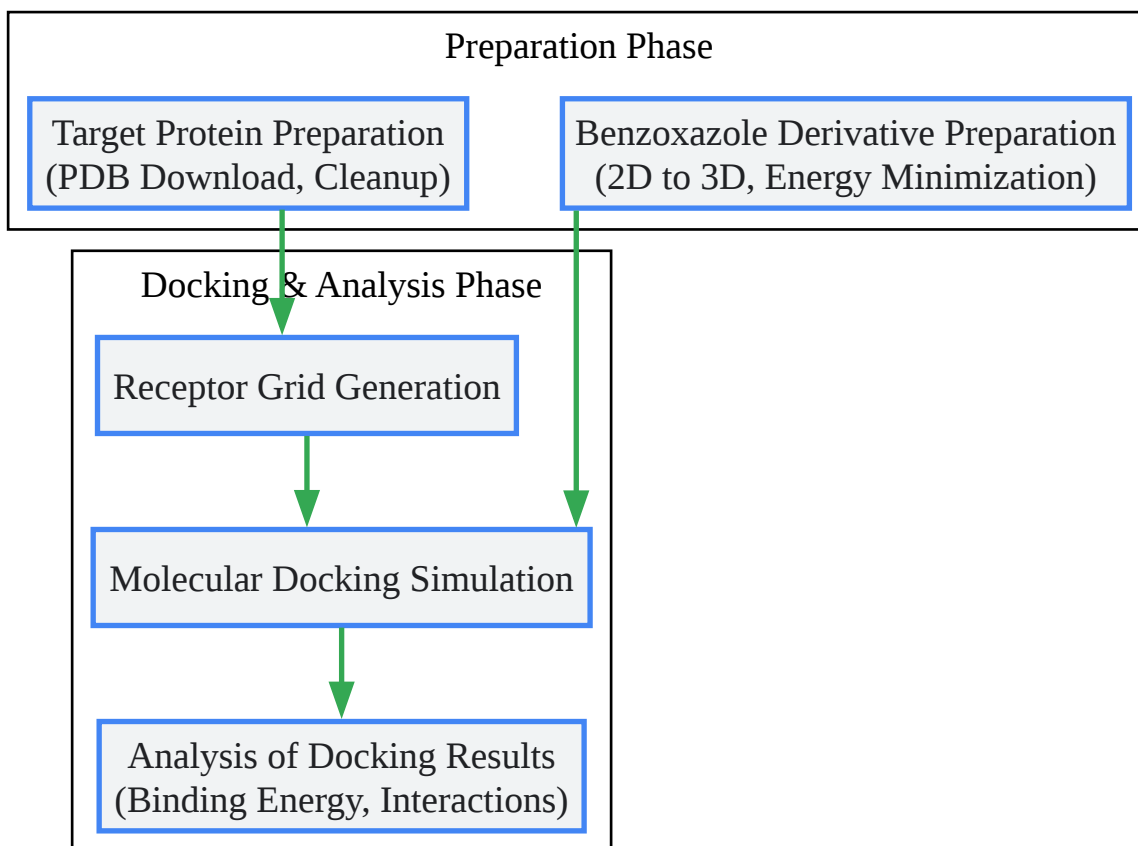 Preparation Phase
Target Protein Preparation
(PDB Download, Cleanup)
Benzoxazole Derivative Preparation
(2D to 3D, Energy Minimization)
Docking & Analysis Phase
Receptor Grid Generation
Molecular Docking Simulation
Analysis of Docking Results
(Binding Energy, Interactions)